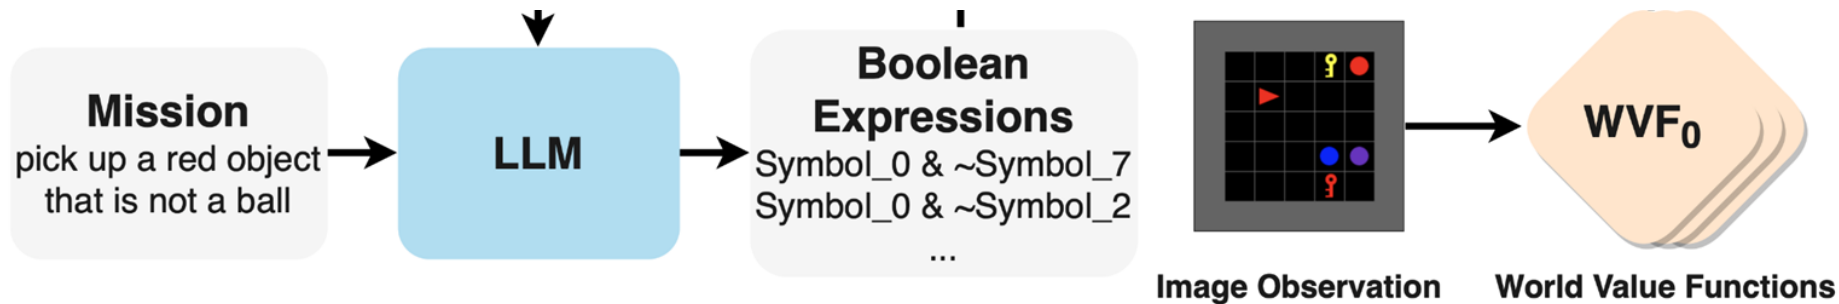 Mission
pick up a red object
that is not a ball
LLM
Boolean
Expressions
Symbol_0 & ~Symbol_7
Symbol_0 & ~Symbol_2
...
Image Observation
WVF₀
World Value Functions